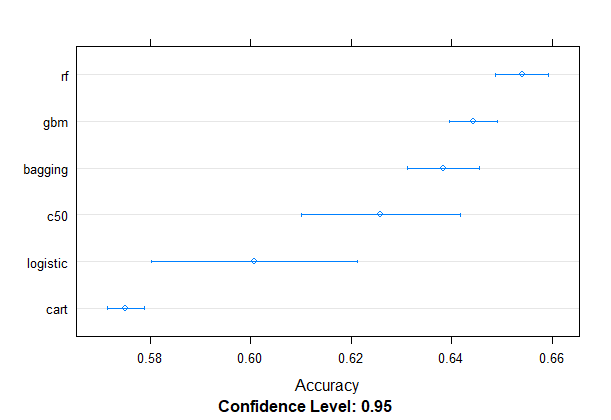 rf
gbm
bagging
c50
logistic
cart
0.58 0.60 0.62 0.64 0.66
Accuracy
Confidence Level: 0.95